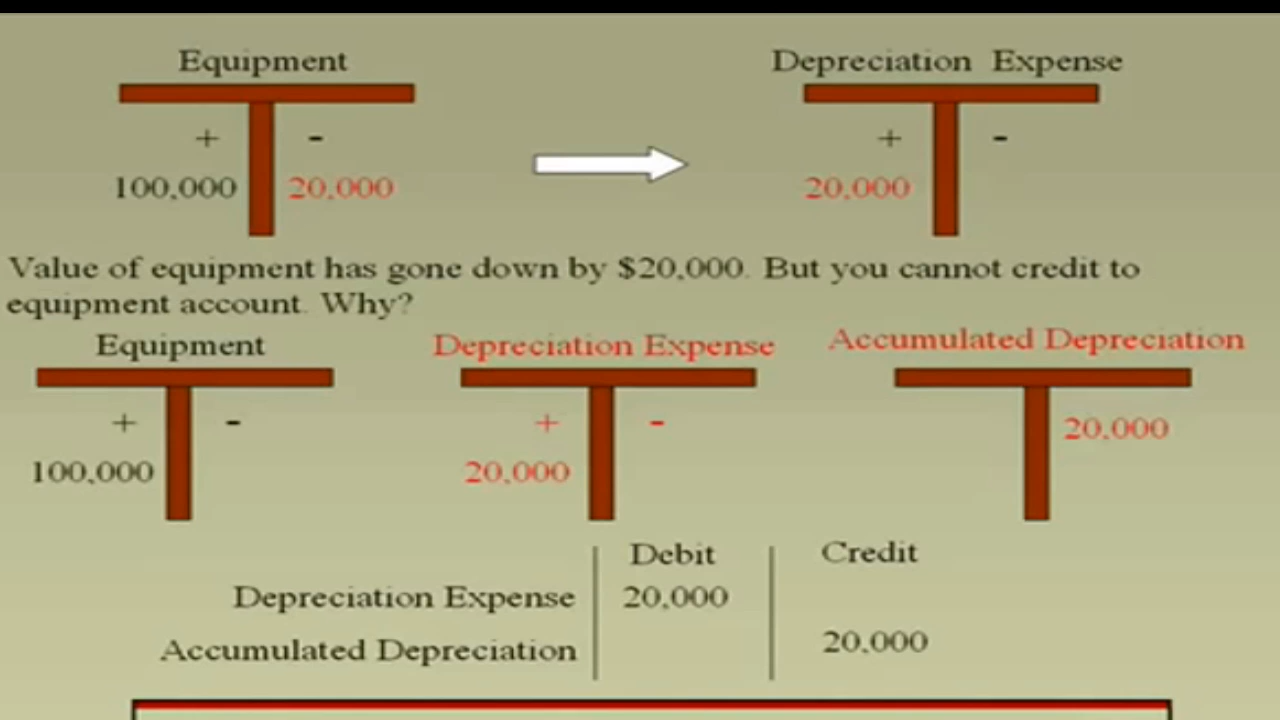 Equipment
Depreciation Expense
+ -
+ -
100,000 20,000
20,000
Value of equipment has gone down by $20,000. But you cannot credit to
equipment account. Why?
Equipment
Depreciation Expense
Accumulated Depreciation
+ -
+ -
20,000
100,000
20,000
Debit Credit
Depreciation Expense 20,000
Accumulated Depreciation 20,000